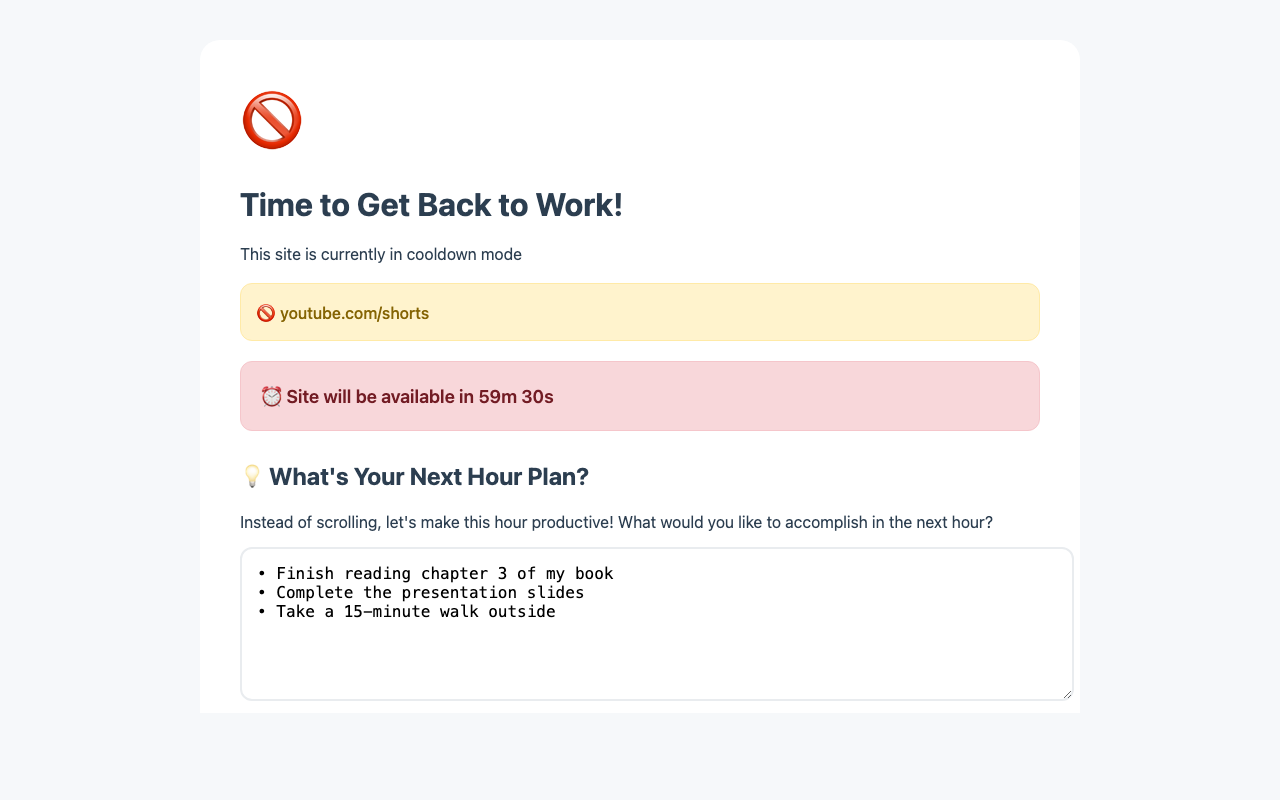 Time to Get Back to Work!
This site is currently in cooldown mode
🚫 youtube.com/shorts
⏰ Site will be available in 59m 30s
💡 What's Your Next Hour Plan?
Instead of scrolling, let's make this hour productive! What would you like to accomplish in the next hour?
• Finish reading chapter 3 of my book
• Complete the presentation slides
• Take a 15-minute walk outside